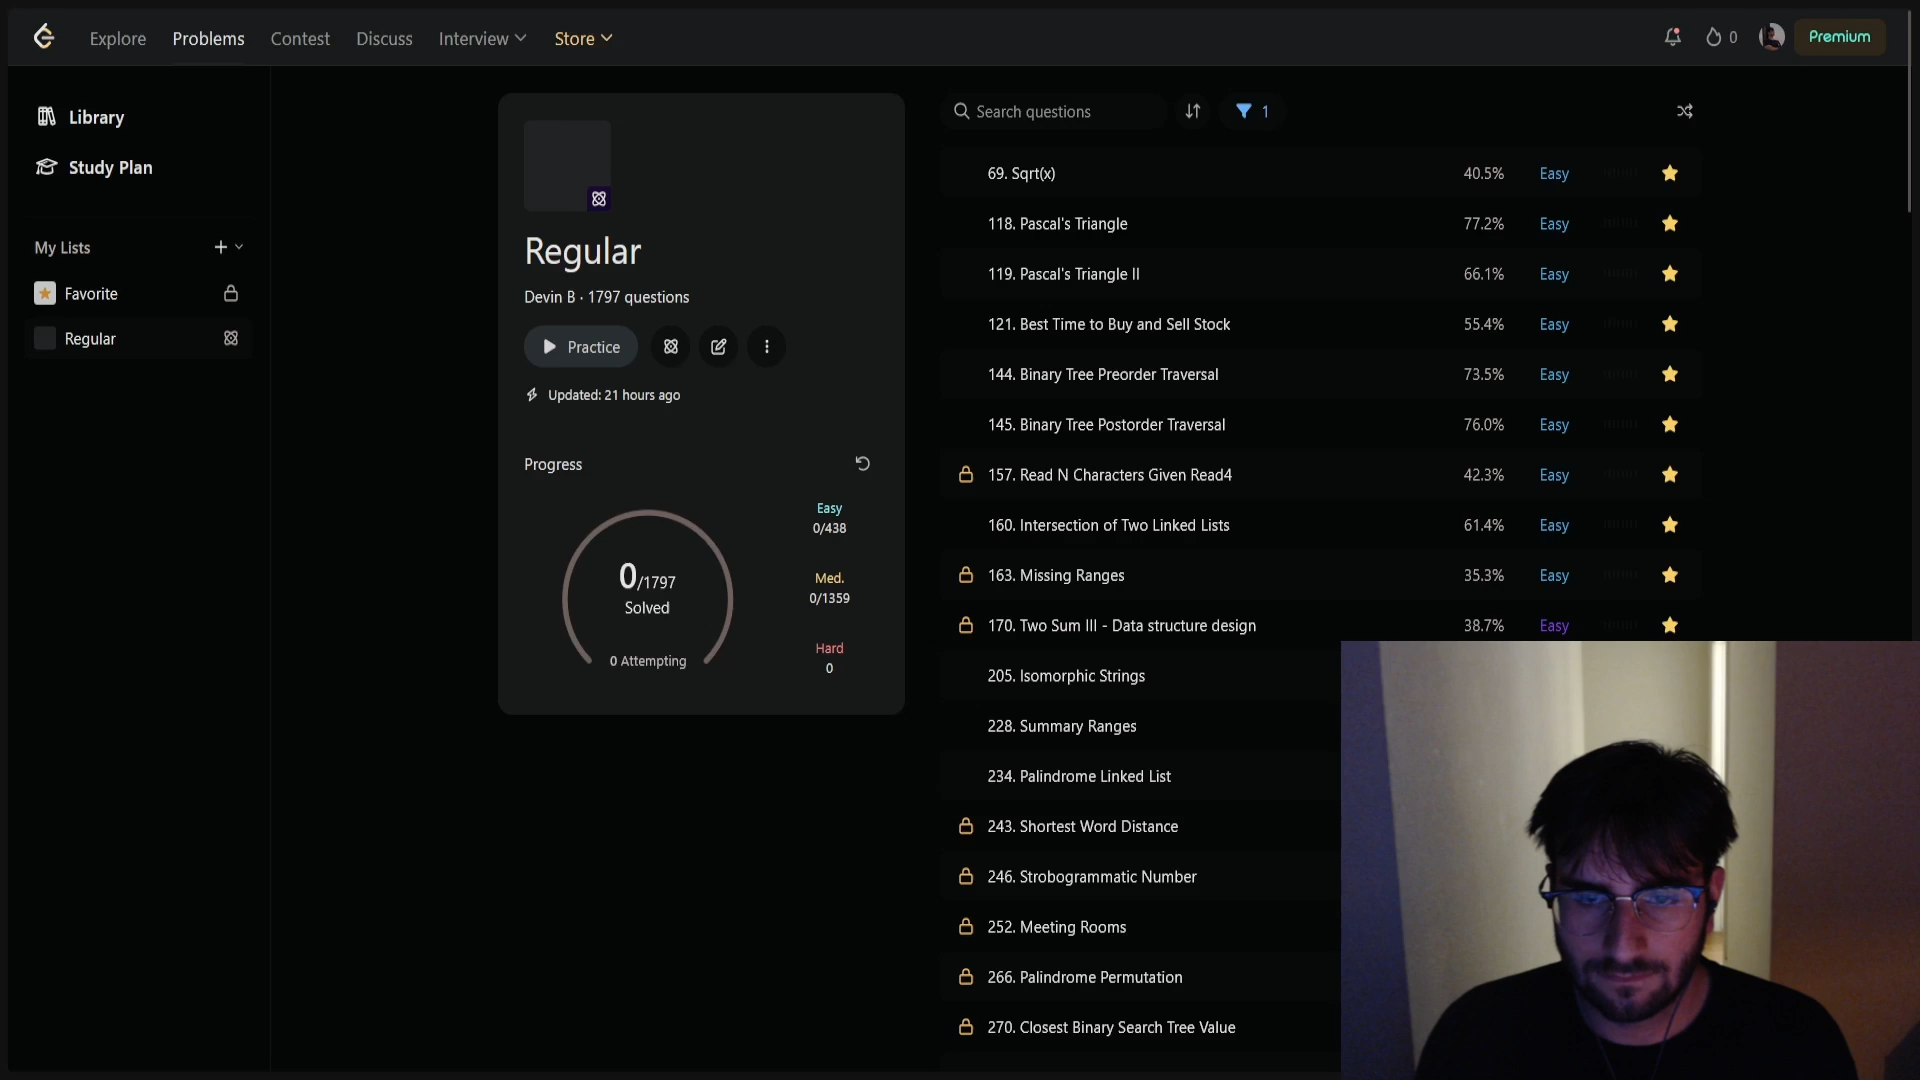 Explore
Problems
Contest
Discuss
Interview
Store
0
Premium
Library
Study Plan
My Lists
Favorite
Regular
Regular
Devin B · 1797 questions
Practice
Updated: 21 hours ago
Progress
0/1797
Solved
0 Attempting
Easy
0/438
Med.
0/1359
Hard
0
Search questions
1
69. Sqrt(x) 40.5% Easy
118. Pascal's Triangle 77.2% Easy
119. Pascal's Triangle II 66.1% Easy
121. Best Time to Buy and Sell Stock 55.4% Easy
144. Binary Tree Preorder Traversal 73.5% Easy
145. Binary Tree Postorder Traversal 76.0% Easy
157. Read N Characters Given Read4 42.3% Easy
160. Intersection of Two Linked Lists 61.4% Easy
163. Missing Ranges 35.3% Easy
170. Two Sum III - Data structure design 38.7% Easy
205. Isomorphic Strings
228. Summary Ranges
234. Palindrome Linked List
243. Shortest Word Distance
246. Strobogrammatic Number
252. Meeting Rooms
266. Palindrome Permutation
270. Closest Binary Search Tree Value